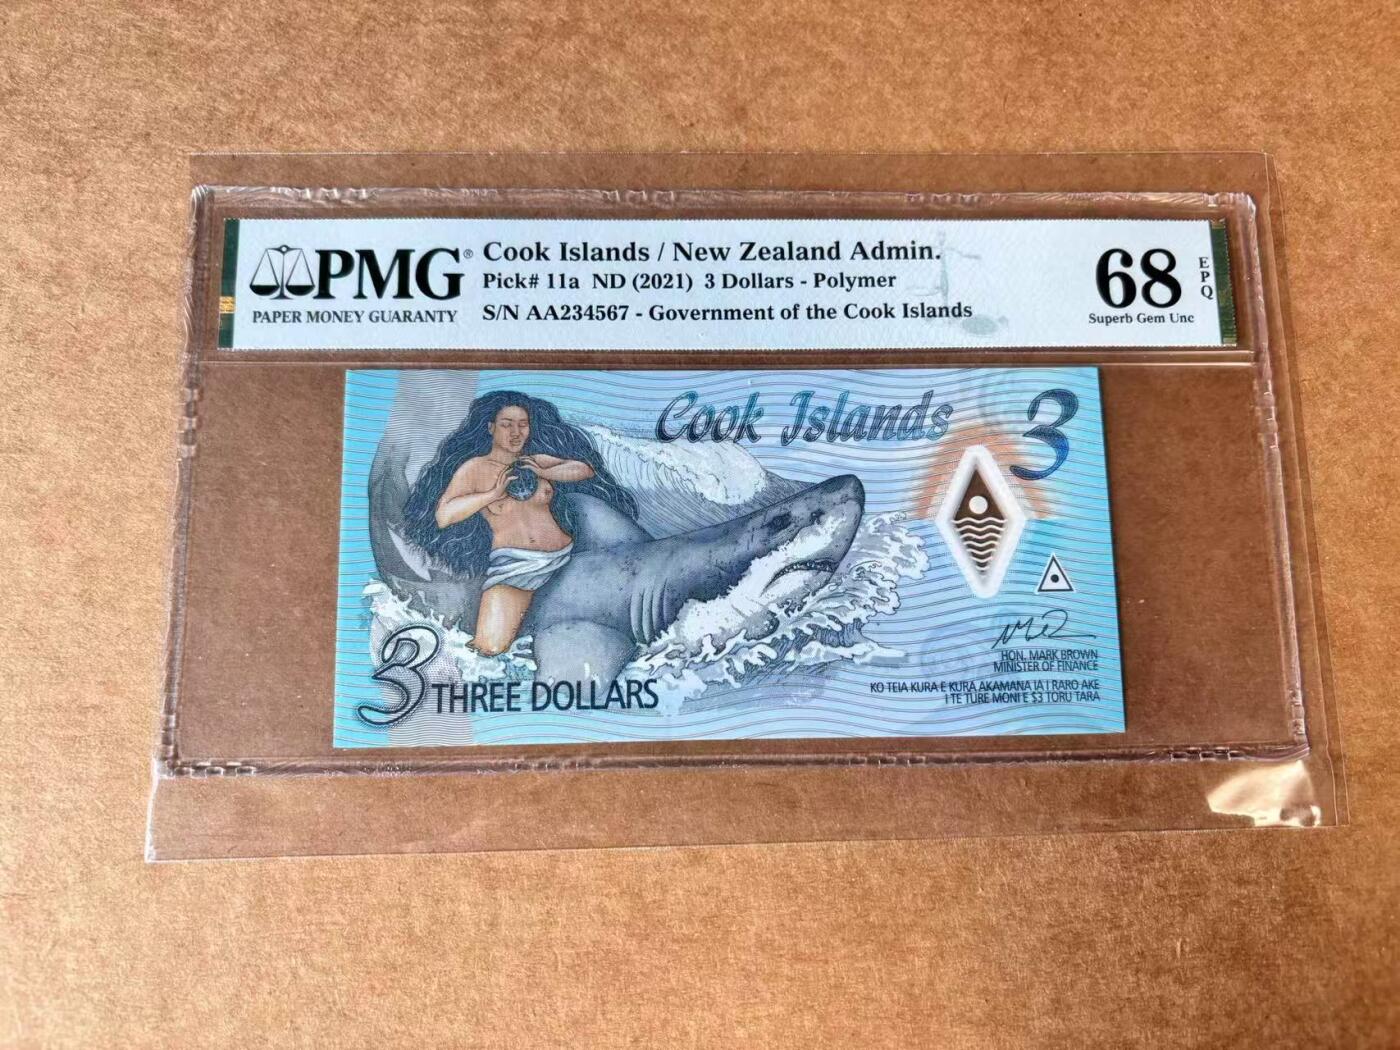 PMG®
PAPER MONEY GUARANTY
Cook Islands / New Zealand Admin.
Pick# 11a ND (2021) 3 Dollars - Polymer
S/N AA234567 - Government of the Cook Islands
68
EPQ
Superb Gem Unc
Cook Islands
3
HON. MARK BROWN
MINISTER OF FINANCE
KO TEIA KURA E KURA AKAMANA IA I RARO AKE
I TE TURE MONI E $3 TORU TARA
3 THREE DOLLARS